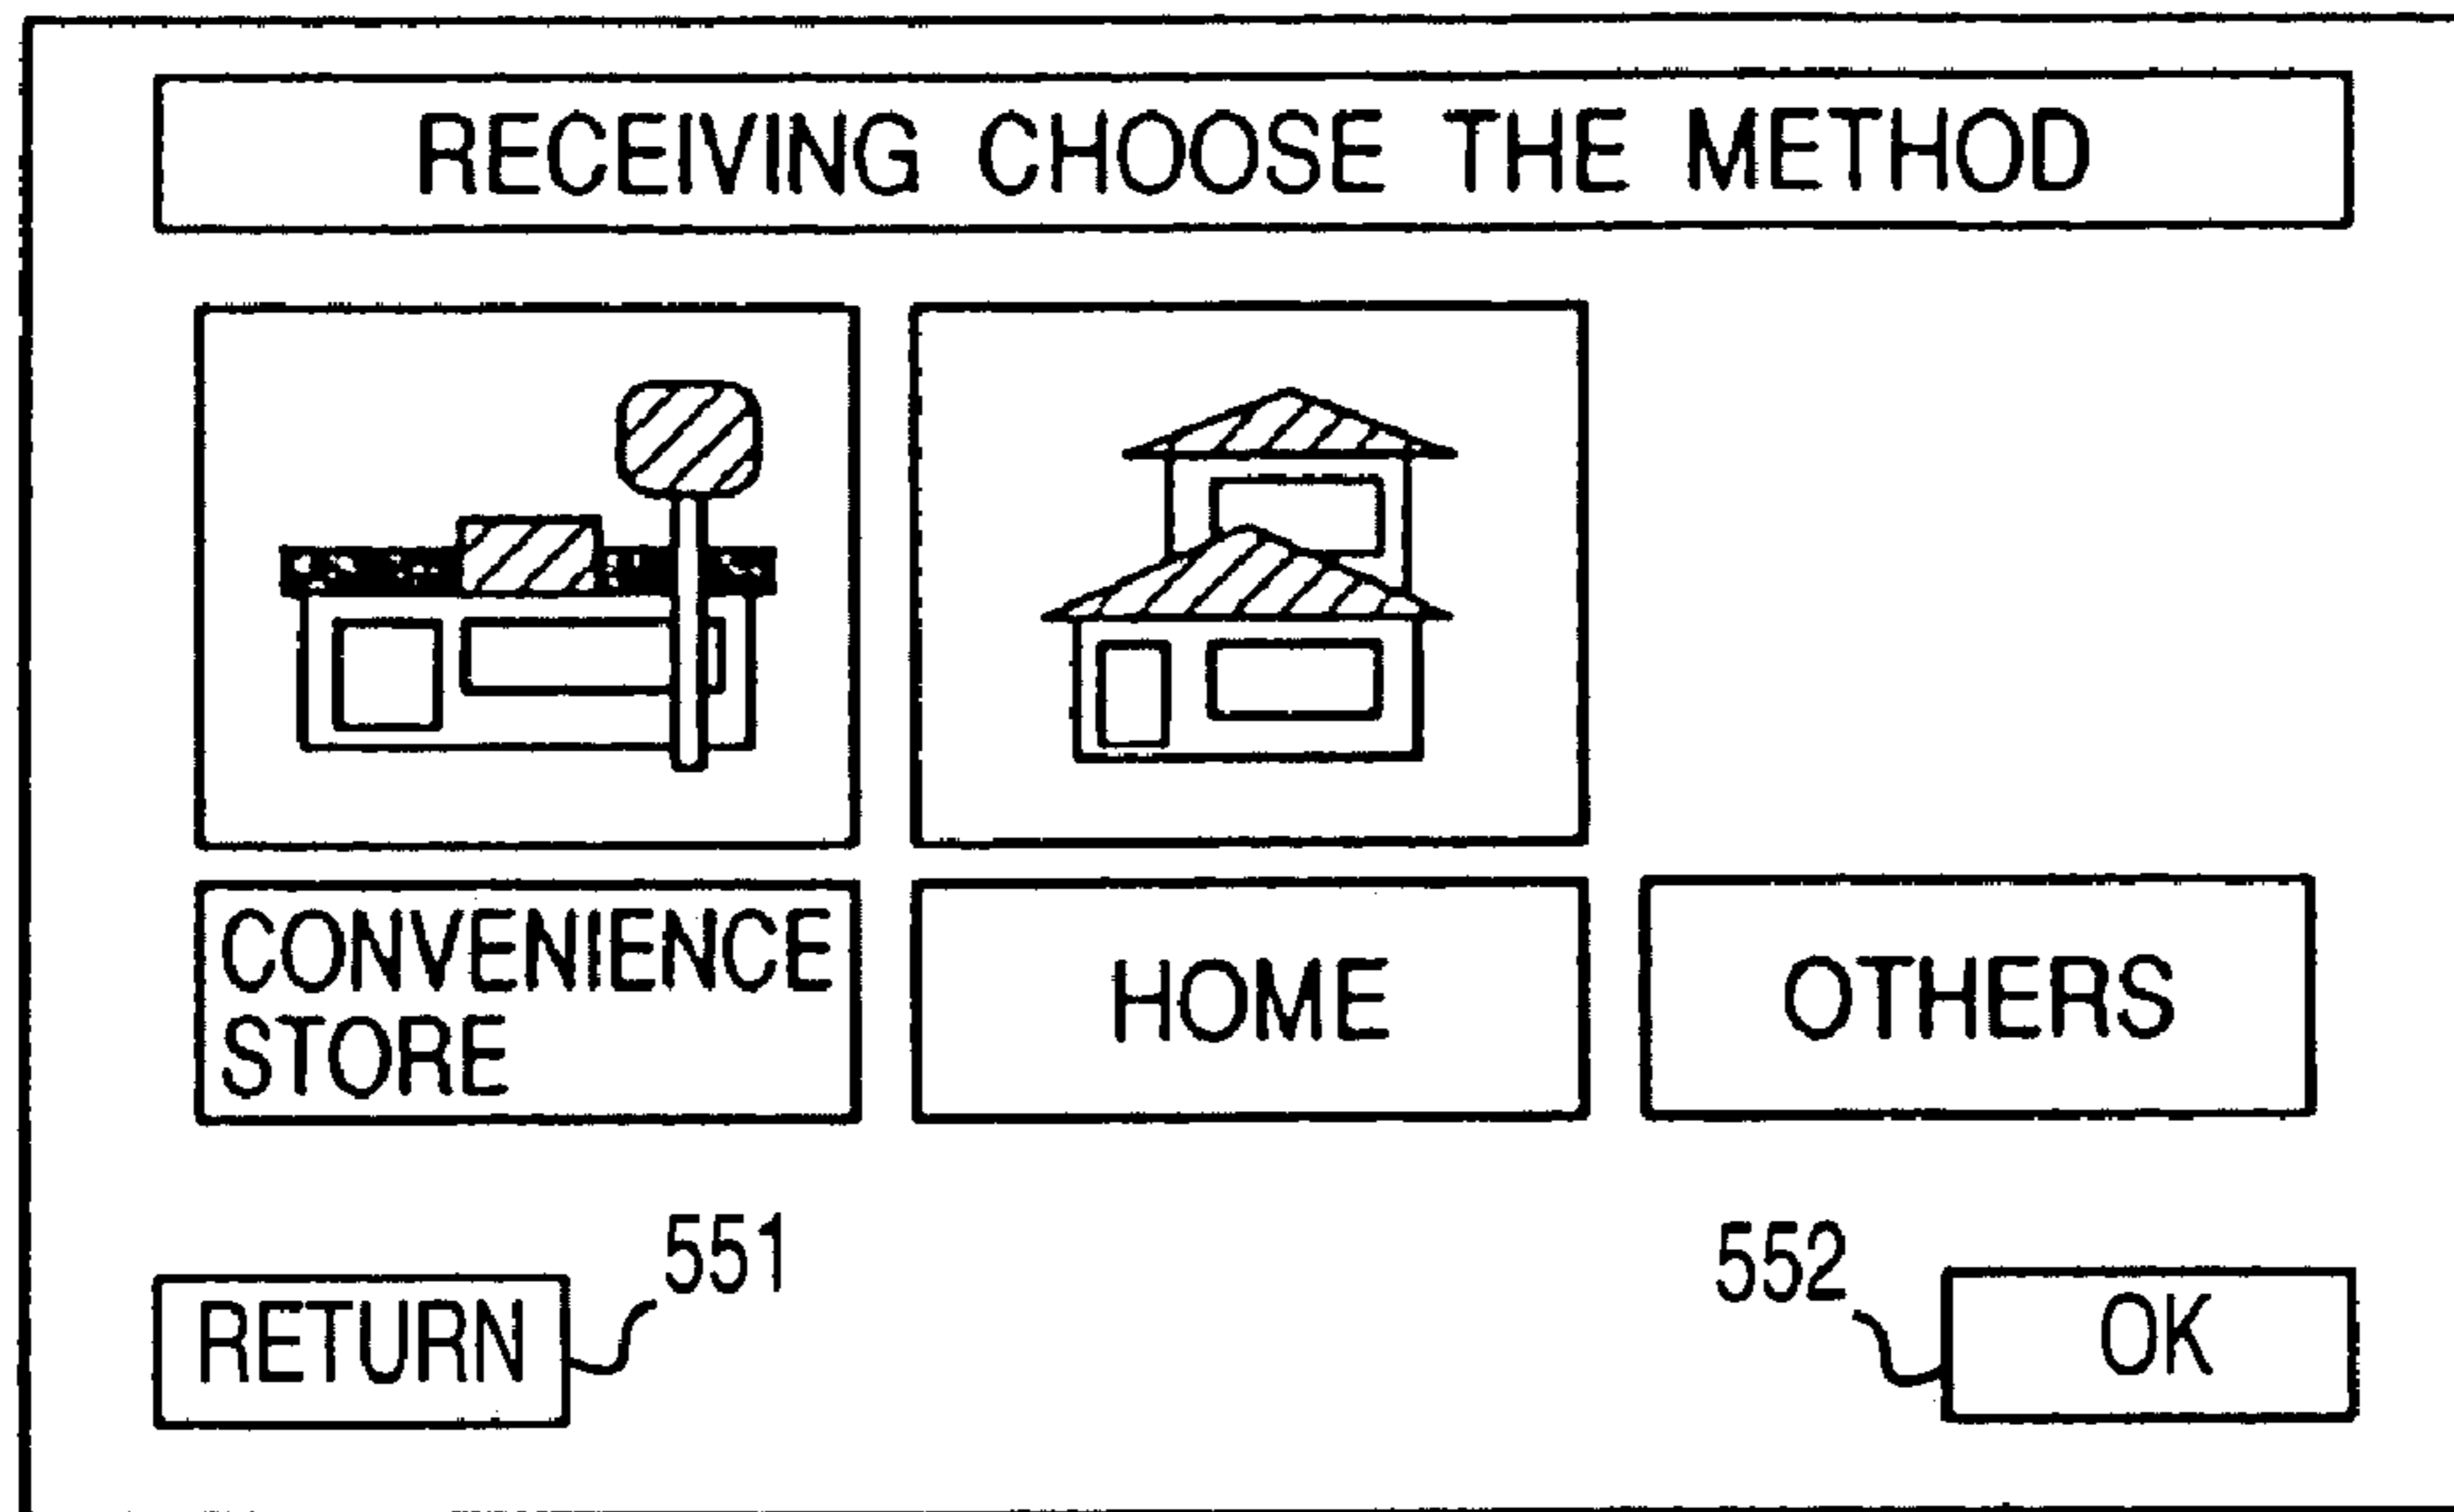 RECEIVING CHOOSE THE METHOD
CONVENIENCE
STORE
HOME
OTHERS
551
552
RETURN
OK